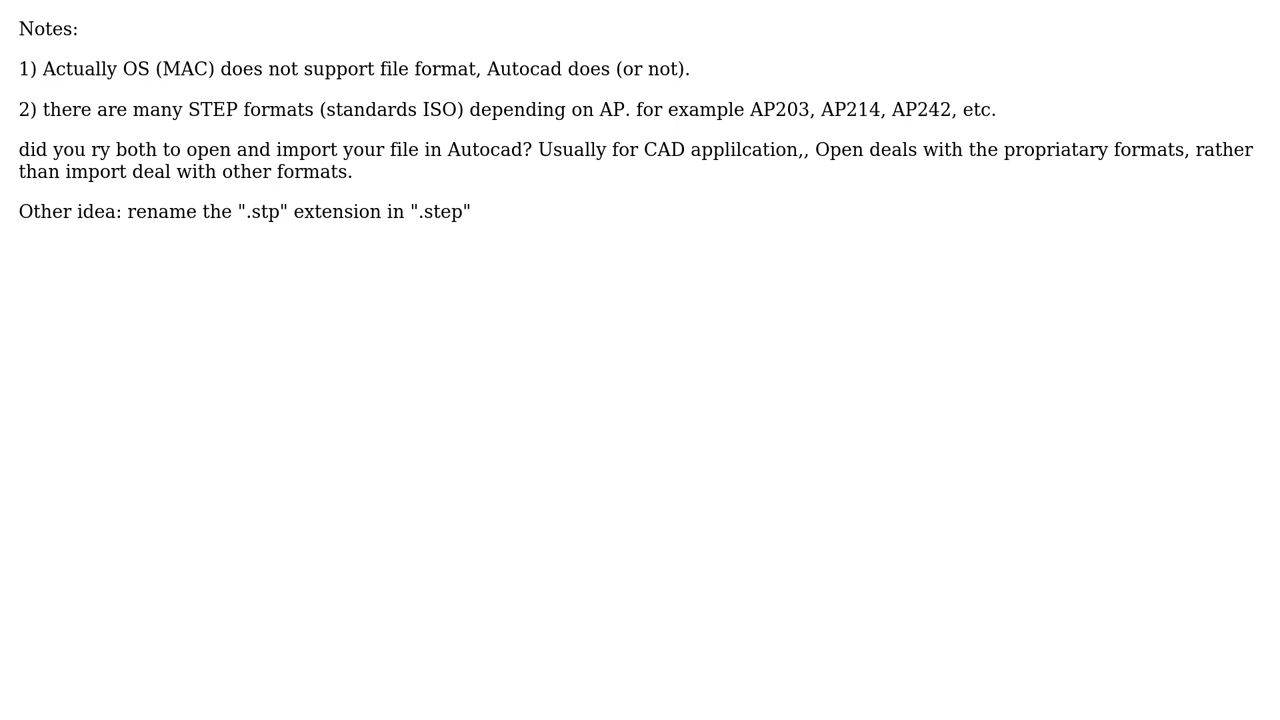 Notes:
1) Actually OS (MAC) does not support file format, Autocad does (or not).
2) there are many STEP formats (standards ISO) depending on AP. for example AP203, AP214, AP242, etc.
did you ry both to open and import your file in Autocad? Usually for CAD applilcation,, Open deals with the propriatary formats, rather
than import deal with other formats.
Other idea: rename the ".stp" extension in ".step"